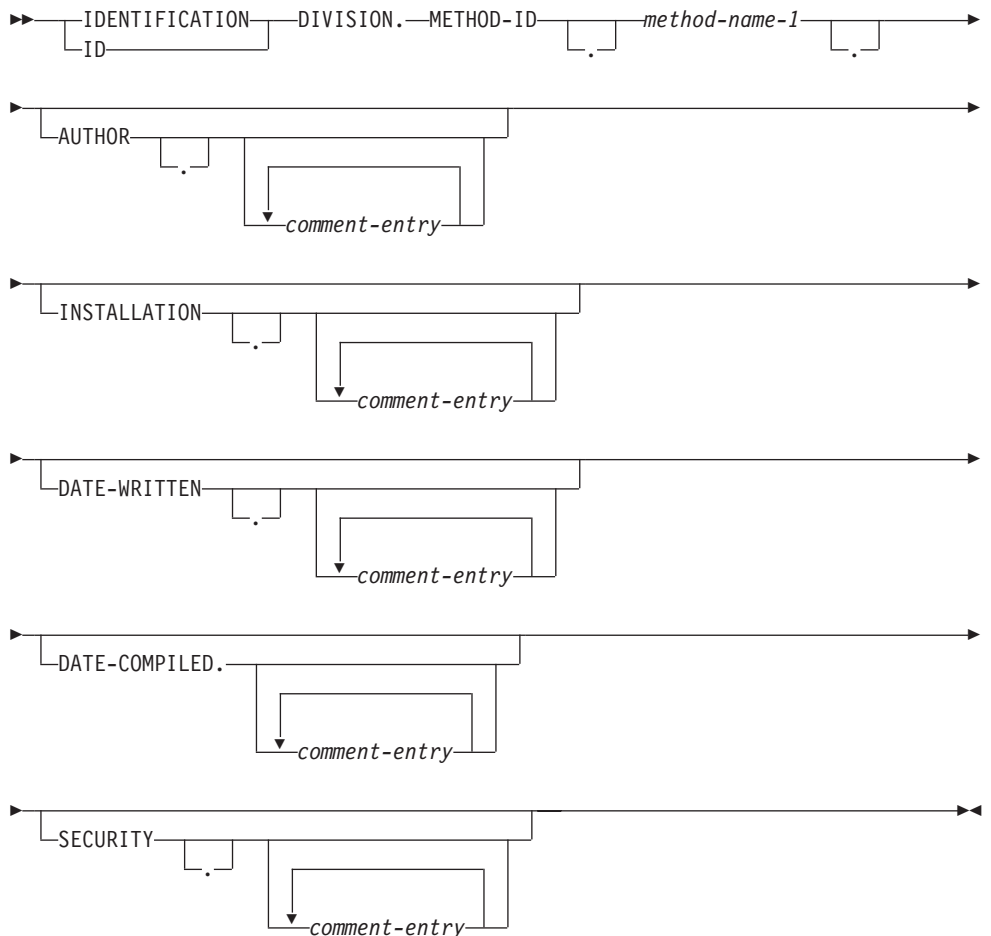 IDENTIFICATION DIVISION. METHOD-ID . method-name-1 .
ID
AUTHOR . comment-entry
INSTALLATION . comment-entry
DATE-WRITTEN . comment-entry
DATE-COMPILED. comment-entry
SECURITY . comment-entry